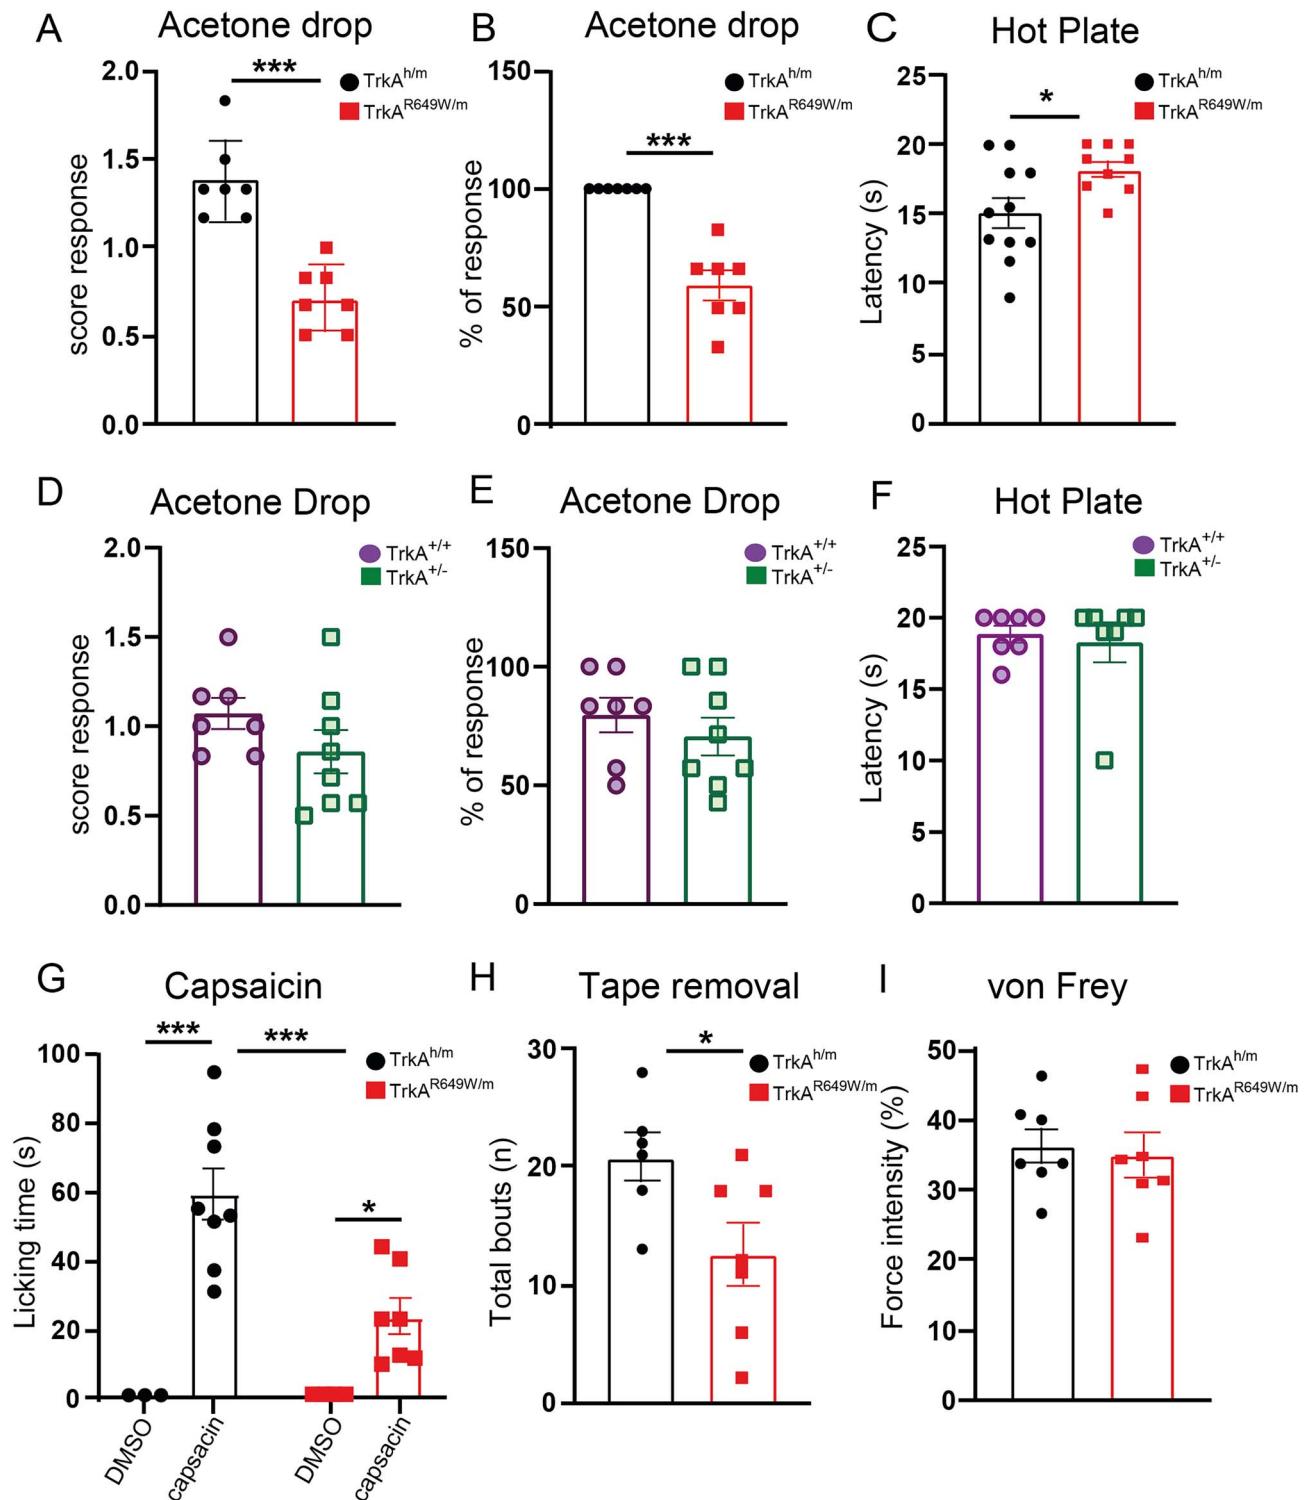 A
Acetone drop
2.0
1.5
1.0
0.5
0.0
score response
***
TrkA^h/m
TrkA^R649W/m
B
Acetone drop
150
100
50
0
% of response
***
TrkA^h/m
TrkA^R649W/m
C
Hot Plate
25
20
15
10
5
0
Latency (s)
*
TrkA^h/m
TrkA^R649W/m
D
Acetone Drop
2.0
1.5
1.0
0.5
0.0
score response
TrkA^+/+
TrkA^+/-
E
Acetone Drop
150
100
50
0
% of response
TrkA^+/+
TrkA^+/-
F
Hot Plate
25
20
15
10
5
0
Latency (s)
TrkA^+/+
TrkA^+/-
G
Capsaicin
100
80
60
40
20
0
Licking time (s)
***
***
*
TrkA^h/m
TrkA^R649W/m
DMSO
capsacin
DMSO
capsacin
H
Tape removal
30
20
10
0
Total bouts (n)
*
TrkA^h/m
TrkA^R649W/m
I
von Frey
50
40
30
20
10
0
Force intensity (%)
TrkA^h/m
TrkA^R649W/m